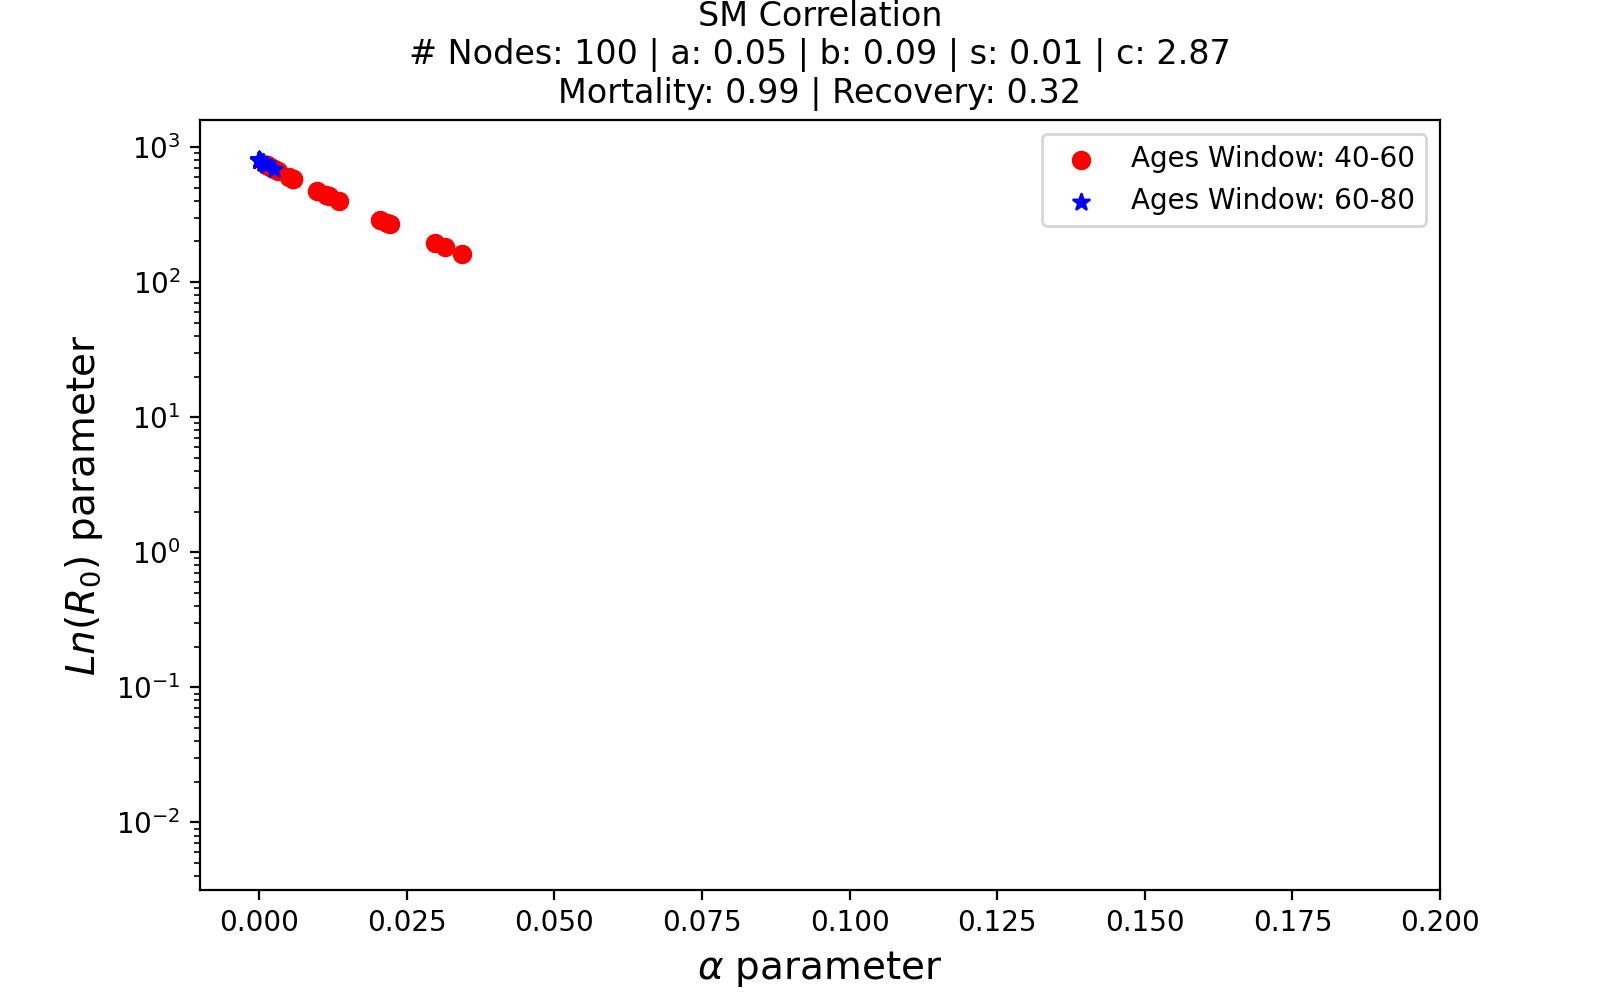 SM Correlation
# Nodes: 100 | a: 0.05 | b: 0.09 | s: 0.01 | c: 2.87
Mortality: 0.99 | Recovery: 0.32
Ages Window: 40-60
Ages Window: 60-80
10³
10²
10¹
10⁰
10⁻¹
10⁻²
Ln(R₀) parameter
0.000 0.025 0.050 0.075 0.100 0.125 0.150 0.175 0.200
α parameter